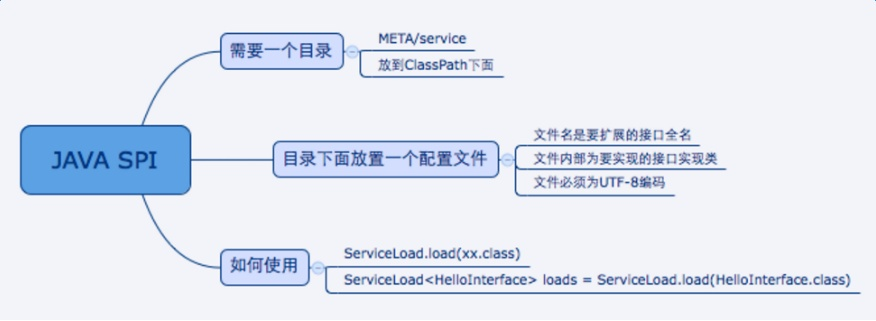 JAVA SPI
需要一个目录
META/service
放到ClassPath下面
目录下面放置一个配置文件
文件名是要扩展的接口全名
文件内部为要实现的接口实现类
文件必须为UTF-8编码
如何使用
ServiceLoad.load(xx.class)
ServiceLoad<HelloInterface> loads = ServiceLoad.load(HelloInterface.class)